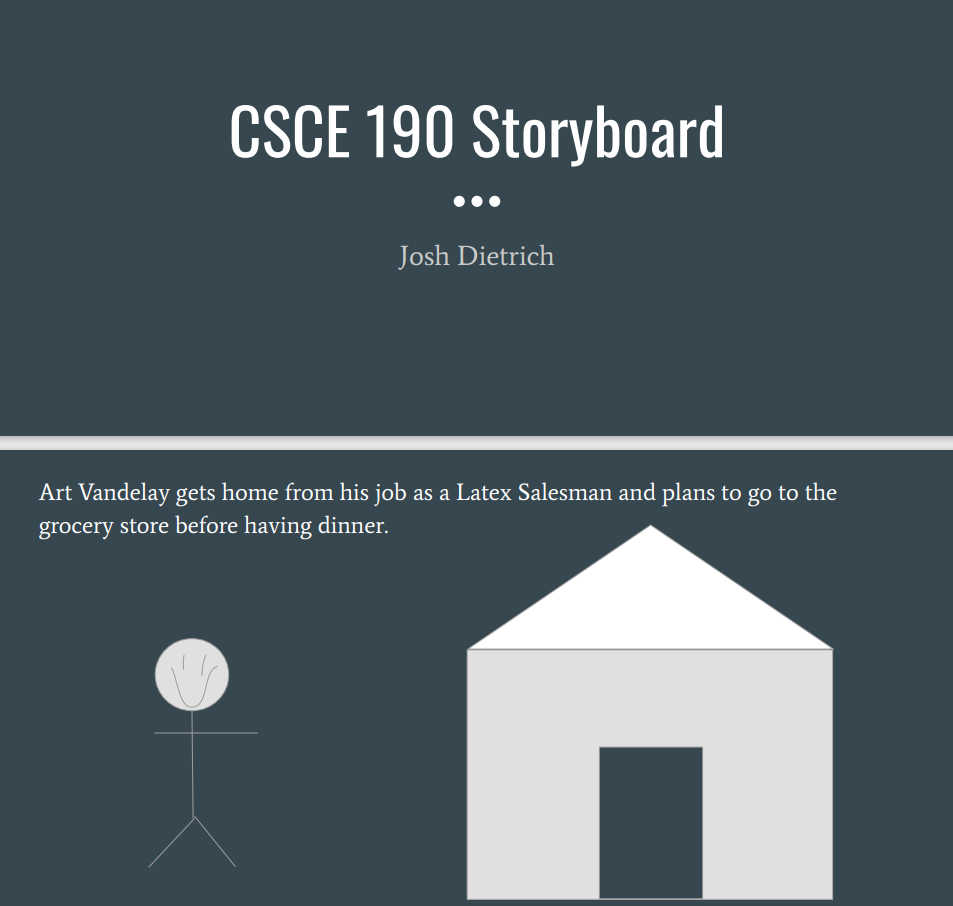 CSCE 190 Storyboard
Josh Dietrich
Art Vandelay gets home from his job as a Latex Salesman and plans to go to the
grocery store before having dinner.